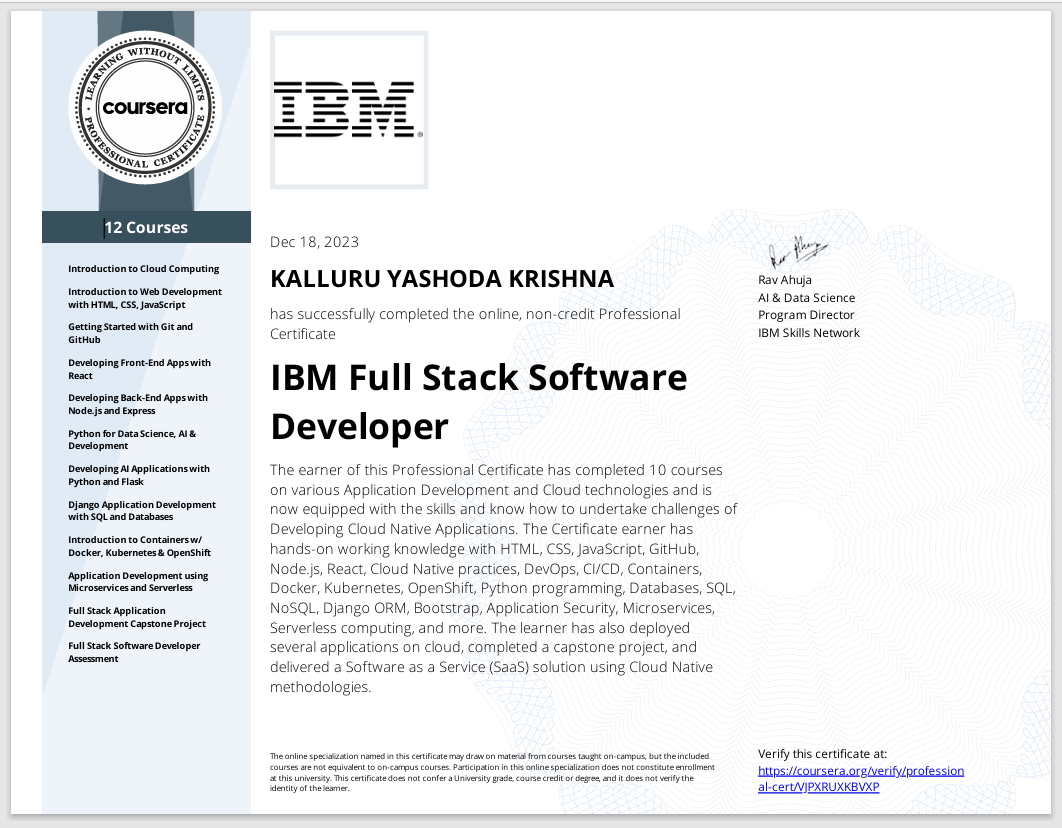 LEARNING WITHOUT LIMITS
coursera
PROFESSIONAL CERTIFICATE
IBM
®
12 Courses
Introduction to Cloud Computing
Introduction to Web Development
with HTML, CSS, JavaScript
Getting Started with Git and
GitHub
Developing Front-End Apps with
React
Developing Back-End Apps with
Node.js and Express
Python for Data Science, AI &
Development
Developing AI Applications with
Python and Flask
Django Application Development
with SQL and Databases
Introduction to Containers w/
Docker, Kubernetes & OpenShift
Application Development using
Microservices and Serverless
Full Stack Application
Development Capstone Project
Full Stack Software Developer
Assessment
Dec 18, 2023
KALLURU YASHODA KRISHNA
has successfully completed the online, non-credit Professional
Certificate
IBM Full Stack Software
Developer
The earner of this Professional Certificate has completed 10 courses
on various Application Development and Cloud technologies and is
now equipped with the skills and know how to undertake challenges of
Developing Cloud Native Applications. The Certificate earner has
hands-on working knowledge with HTML, CSS, JavaScript, GitHub,
Node.js, React, Cloud Native practices, DevOps, CI/CD, Containers,
Docker, Kubernetes, OpenShift, Python programming, Databases, SQL,
NoSQL, Django ORM, Bootstrap, Application Security, Microservices,
Serverless computing, and more. The learner has also deployed
several applications on cloud, completed a capstone project, and
delivered a Software as a Service (SaaS) solution using Cloud Native
methodologies.
The online specialization named in this certificate may draw on material from courses taught on-campus, but the included
courses are not equivalent to on-campus courses. Participation in this online specialization does not constitute enrollment
at this university. This certificate does not confer a University grade, course credit or degree, and it does not verify the
identity of the learner.
Rav Ahuja
Rav Ahuja
AI & Data Science
Program Director
IBM Skills Network
Verify this certificate at:
https://coursera.org/verify/profession
al-cert/VJPXRUXKBVXP